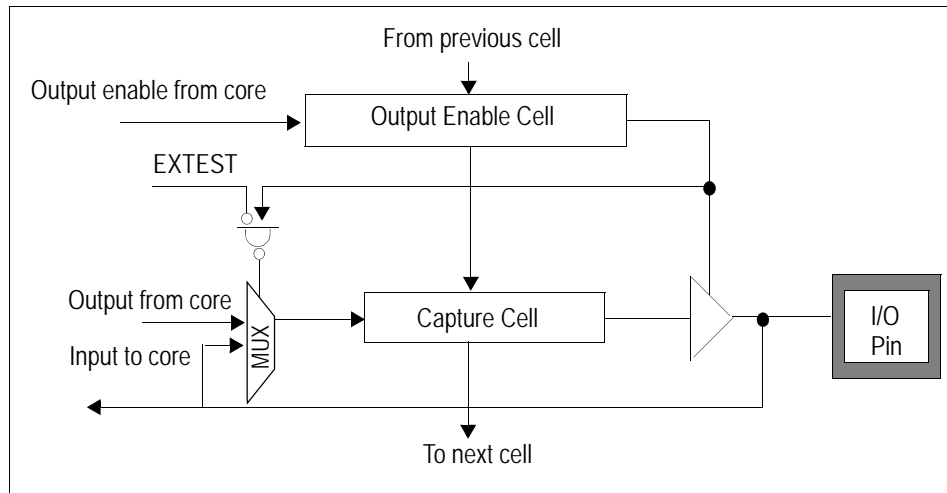 From previous cell
Output enable from core
Output Enable Cell
EXTEST
Output from core
Input to core
MUX
Capture Cell
I/O
Pin
To next cell